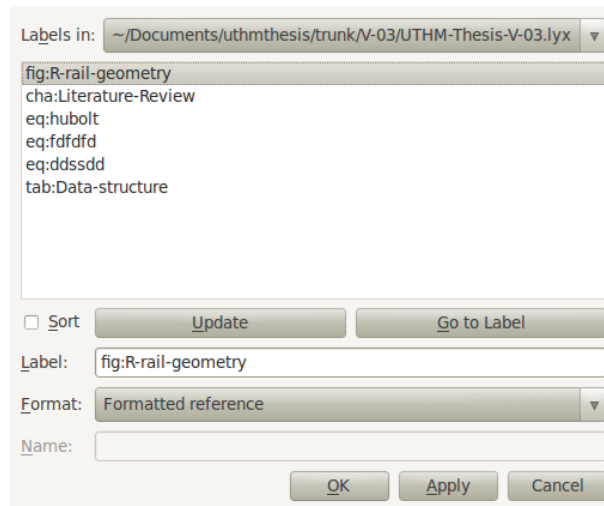 Labels in: ~/Documents/uthmthesis/trunk/V-03/UTHM-Thesis-V-03.lyx
fig:R-rail-geometry
cha:Literature-Review
eq:hubolt
eq:fdfdfd
eq:ddssdd
tab:Data-structure
Sort Update Go to Label
Label: fig:R-rail-geometry
Format: Formatted reference
Name:
OK Apply Cancel